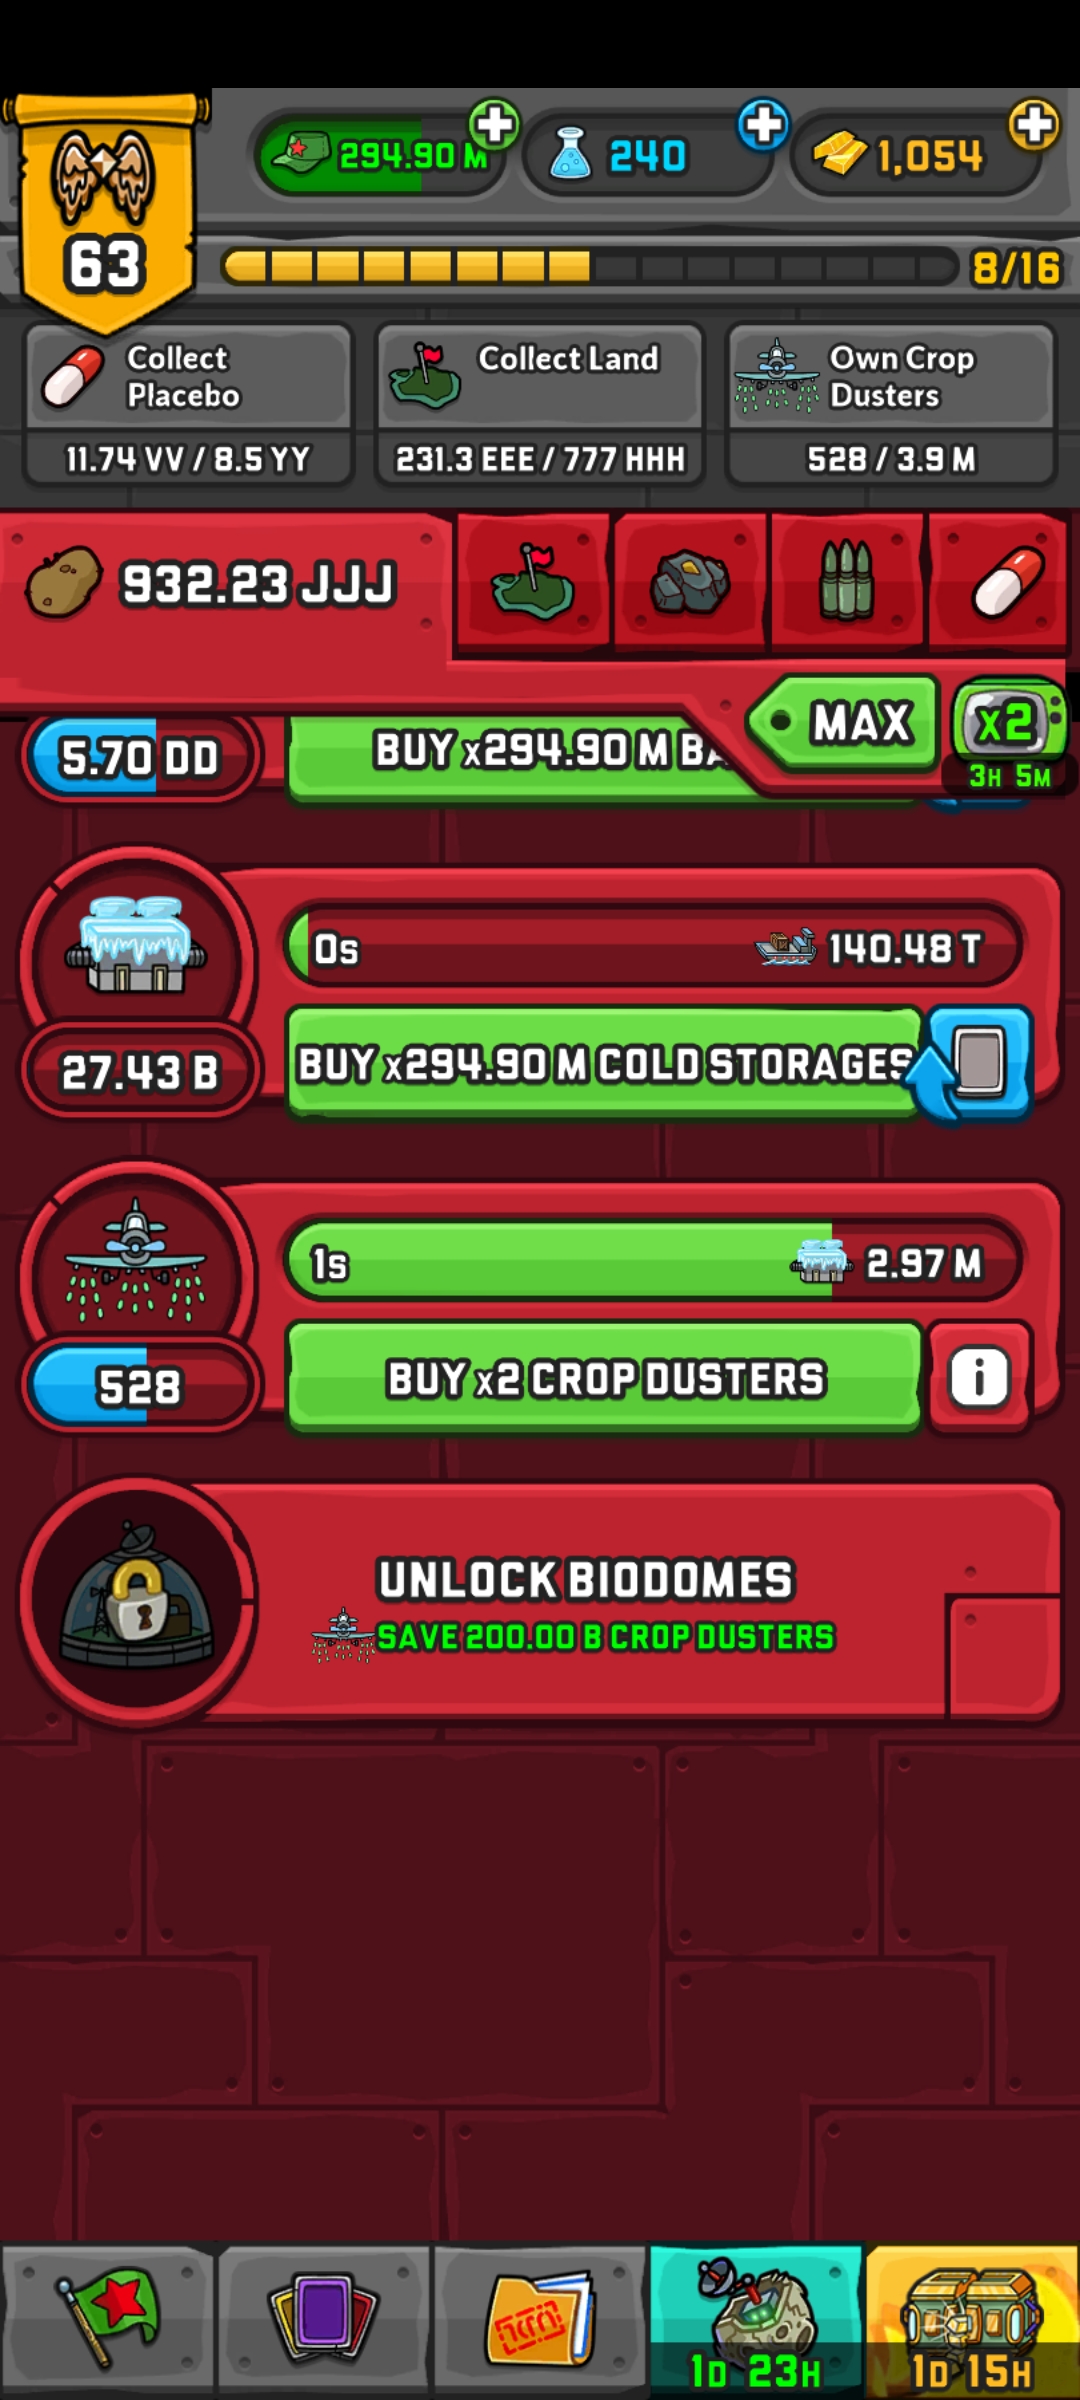 294.90 M
240
1,054
63
8/16
Collect
Placebo
11.74 VV / 8.5 YY
Collect Land
231.3 EEE / 777 HHH
Own Crop
Dusters
528 / 3.9 M
932.23 JJJ
MAX
x2
3H 5M
5.70 DD
BUY x294.90 M
0s
140.48 T
27.43 B
BUY x294.90 M COLD STORAGES
1s
2.97 M
528
BUY x2 CROP DUSTERS
i
UNLOCK BIODOMES
SAVE 200.00 B CROP DUSTERS
1D 23H
1D 15H